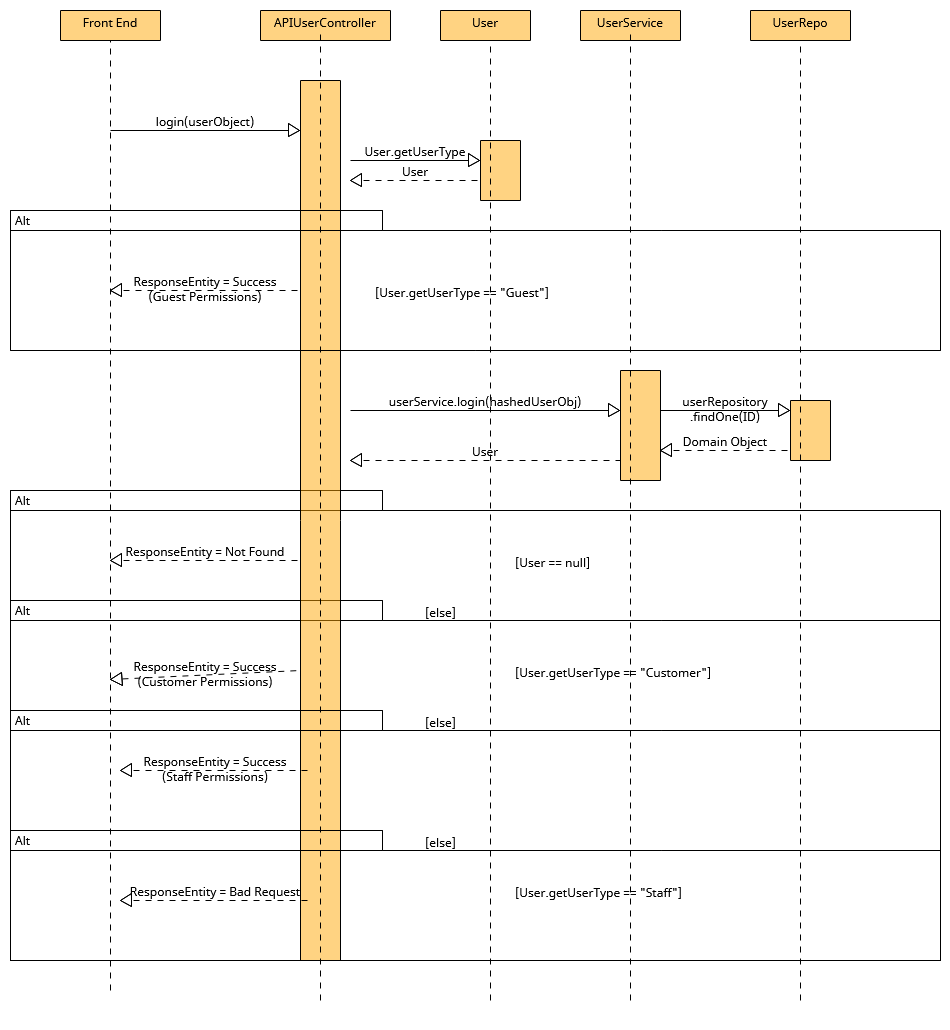 Front End
APIUserController
User
UserService
UserRepo
login(userObject)
User.getUserType
User
Alt
ResponseEntity = Success
(Guest Permissions)
[User.getUserType == "Guest"]
userService.login(hashedUserObj)
userRepository
.findOne(ID)
Domain Object
User
Alt
ResponseEntity = Not Found
[User == null]
Alt
[else]
ResponseEntity = Success
(Customer Permissions)
[User.getUserType == "Customer"]
Alt
[else]
ResponseEntity = Success
(Staff Permissions)
Alt
[else]
ResponseEntity = Bad Request
[User.getUserType == "Staff"]